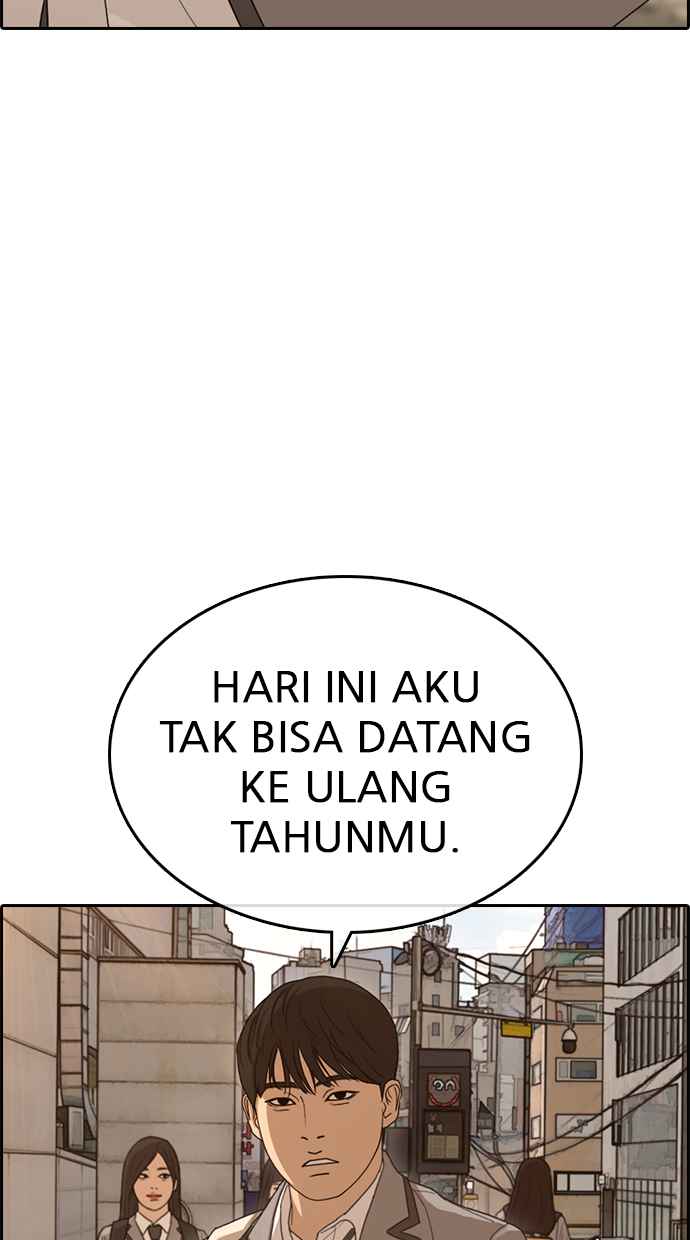 HARI INI AKU
TAK BISA DATANG
KE ULANG
TAHUNMU.